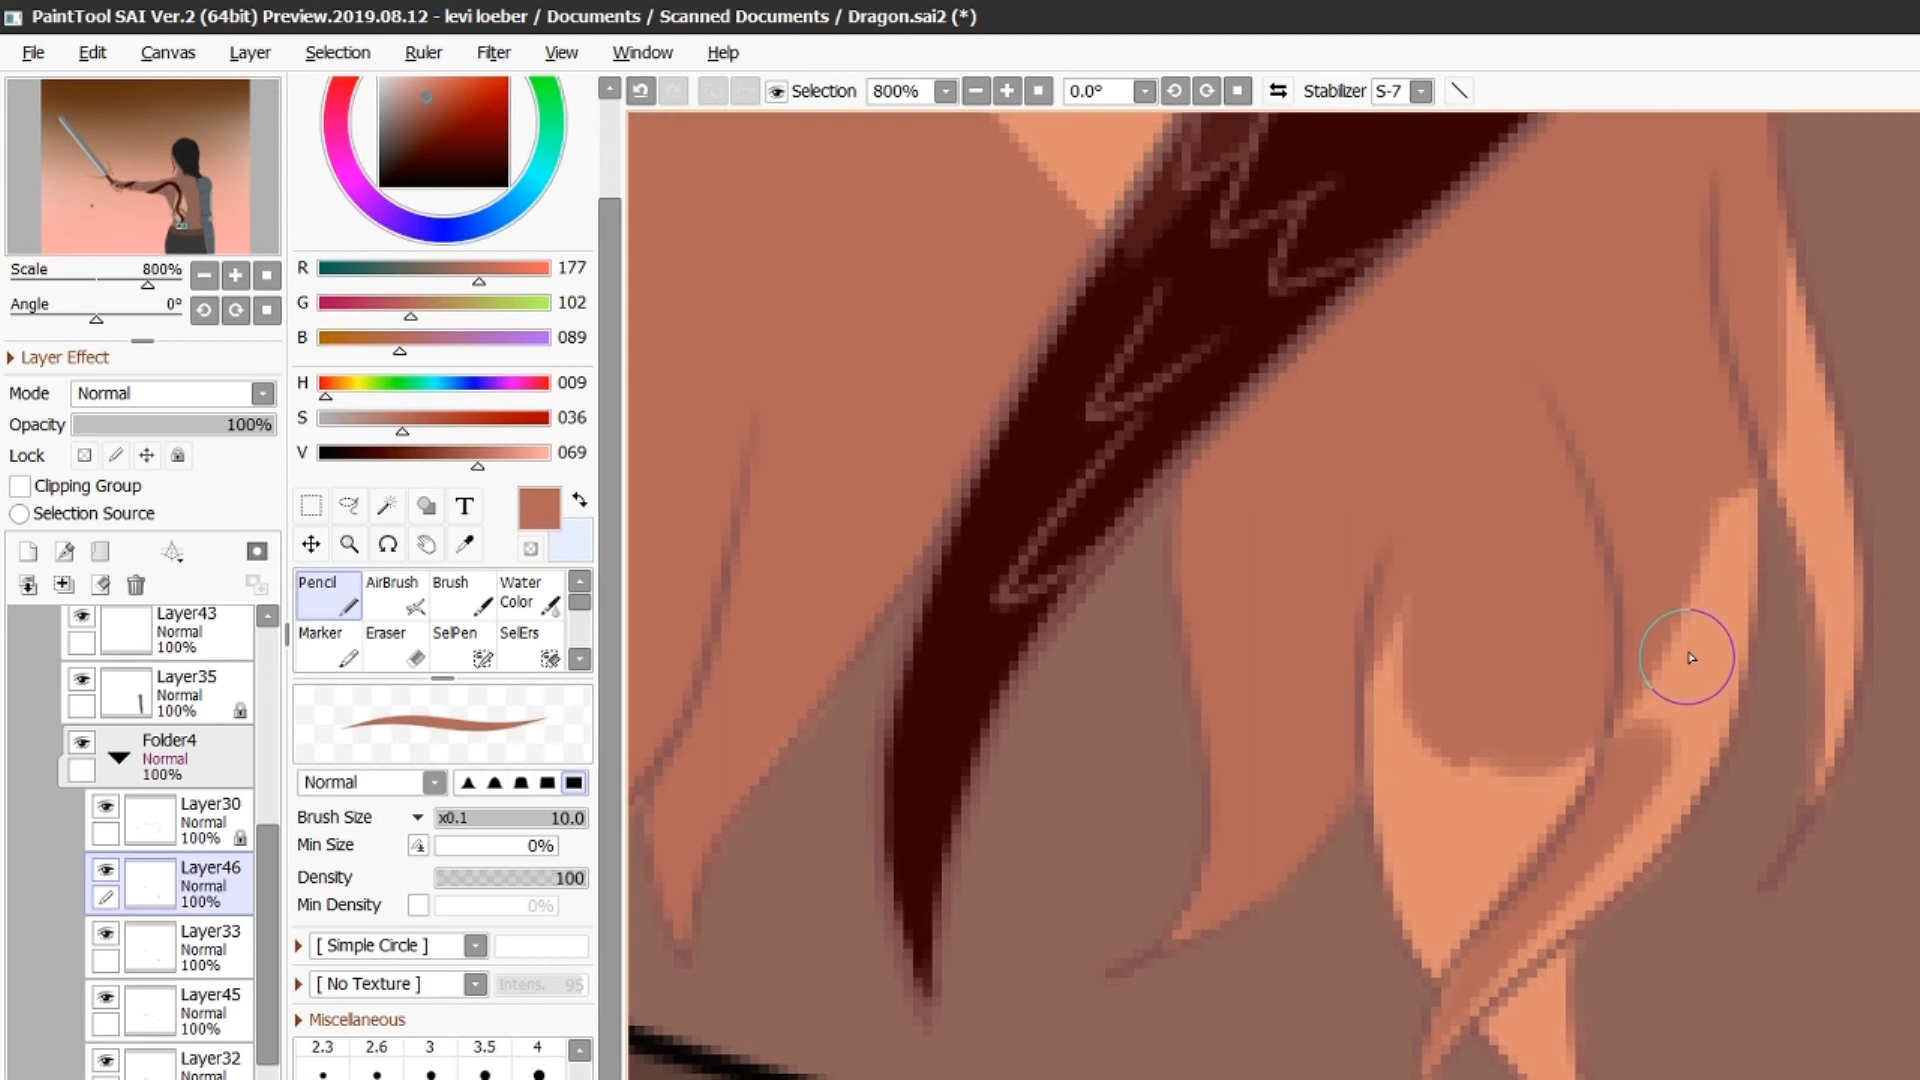 PaintTool SAI Ver.2 (64bit) Preview.2019.08.12 - levi loeber / Documents / Scanned Documents / Dragon.sai2 (*)
File Edit Canvas Layer Selection Ruler Filter View Window Help
Selection 800% 0.0° Stabilizer S-7
Scale 800%
Angle 0°
Layer Effect
Mode Normal
Opacity 100%
Lock
Clipping Group
Selection Source
Layer43
Normal
100%
Layer35
Normal
100%
Folder4
Normal
100%
Layer30
Normal
100%
Layer46
Normal
100%
Layer33
Normal
100%
Layer45
Normal
100%
Layer32
Normal
R 177
G 102
B 089
H 009
S 036
V 069
T
Pencil AirBrush Brush Water Color
Marker Eraser SelPen SelErs
Normal
Brush Size x0.1 10.0
Min Size 0%
Density 100
Min Density 0%
[ Simple Circle ]
[ No Texture ] Intens. 95
Miscellaneous
2.3 2.6 3 3.5 4